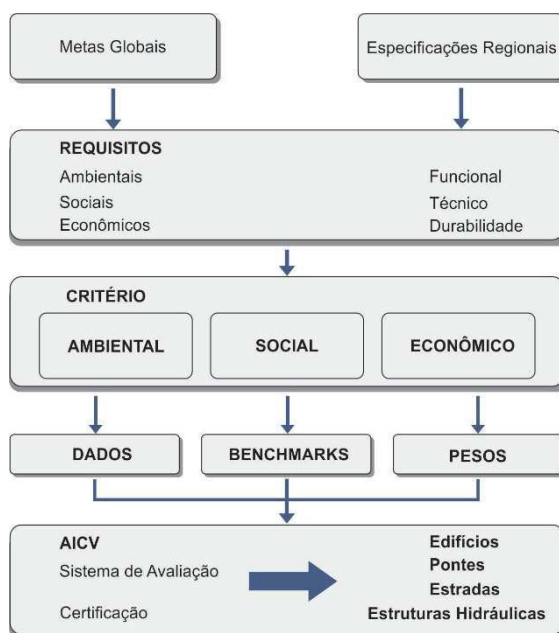 Metas Globais
Especificações Regionais
REQUISITOS
Ambientais
Sociais
Econômicos
Funcional
Técnico
Durabilidade
CRITÉRIO
AMBIENTAL
SOCIAL
ECONÔMICO
DADOS
BENCHMARKS
PESOS
AICV
Sistema de Avaliação
Certificação
Edifícios
Pontes
Estradas
Estruturas Hidráulicas